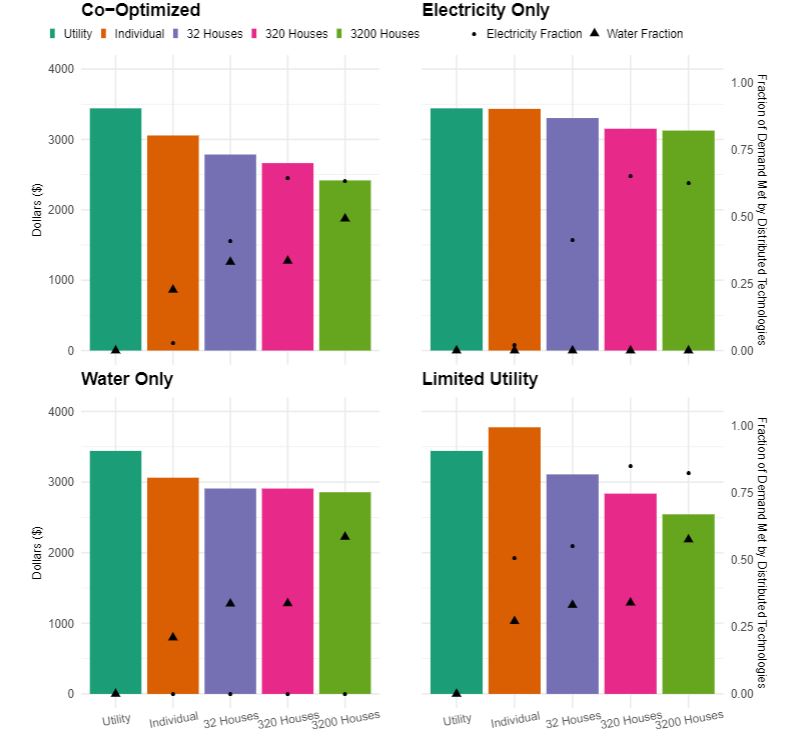 Co−Optimized
Electricity Only
Utility Individual 32 Houses 320 Houses 3200 Houses
Electricity Fraction Water Fraction
4000
3000
2000
1000
0
Dollars ($)
1.00
0.75
0.50
0.25
0.00
Fraction of Demand Met by Distributed Technologies
Water Only
Limited Utility
4000
3000
2000
1000
0
Dollars ($)
1.00
0.75
0.50
0.25
0.00
Fraction of Demand Met by Distributed Technologies
Utility Individual 32 Houses 320 Houses 3200 Houses
Utility Individual 32 Houses 320 Houses 3200 Houses